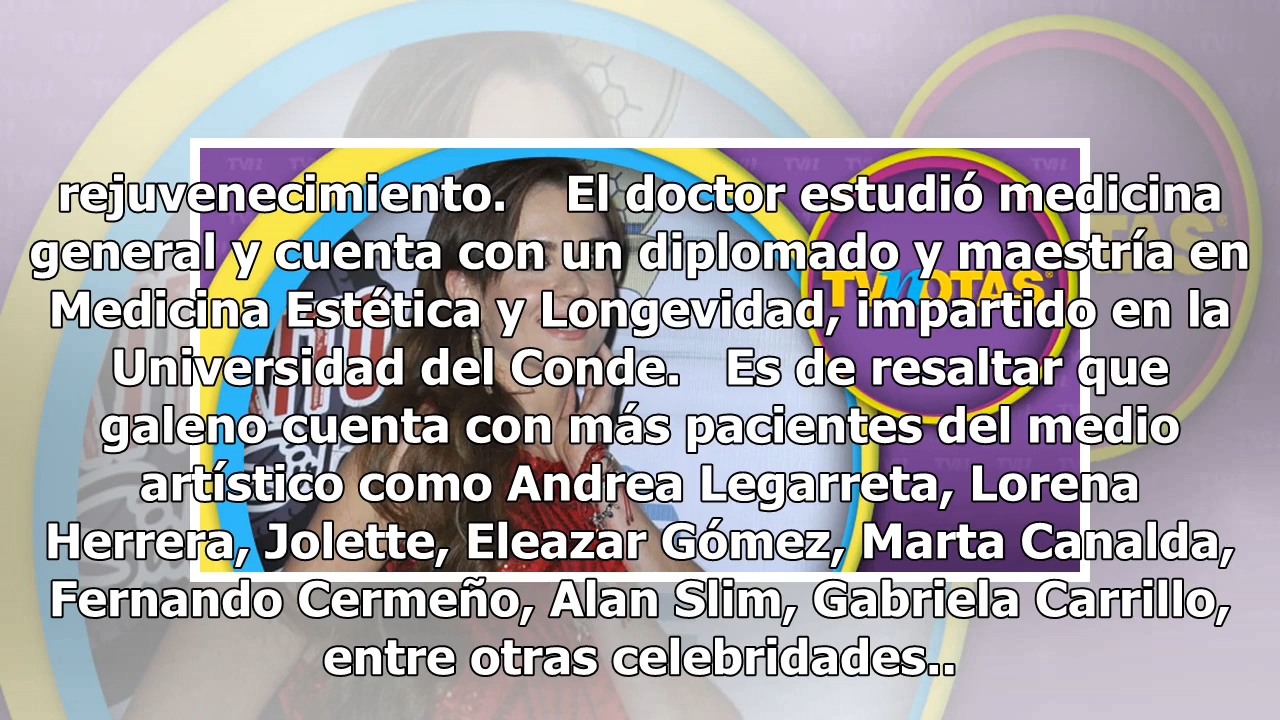 rejuvenecimiento. El doctor estudió medicina
general y cuenta con un diplomado y maestría en
Medicina Estética y Longevidad, impartido en la
Universidad del Conde. Es de resaltar que
galeno cuenta con más pacientes del medio
artístico como Andrea Legarreta, Lorena
Herrera, Jolette, Eleazar Gómez, Marta Canalda,
Fernando Cermeño, Alan Slim, Gabriela Carrillo,
entre otras celebridades..
TVNOTAS